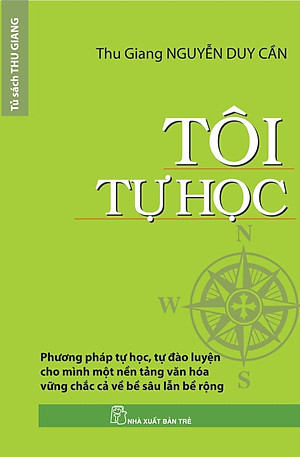 Tủ sách THU GIANG
Thu Giang NGUYỄN DUY CẦN
TÔI
TỰ HỌC
N
W E
S
Phương pháp tự học, tự đào luyện
cho mình một nền tảng văn hóa
vững chắc cả về bề sâu lẫn bề rộng
NHÀ XUẤT BẢN TRẺ